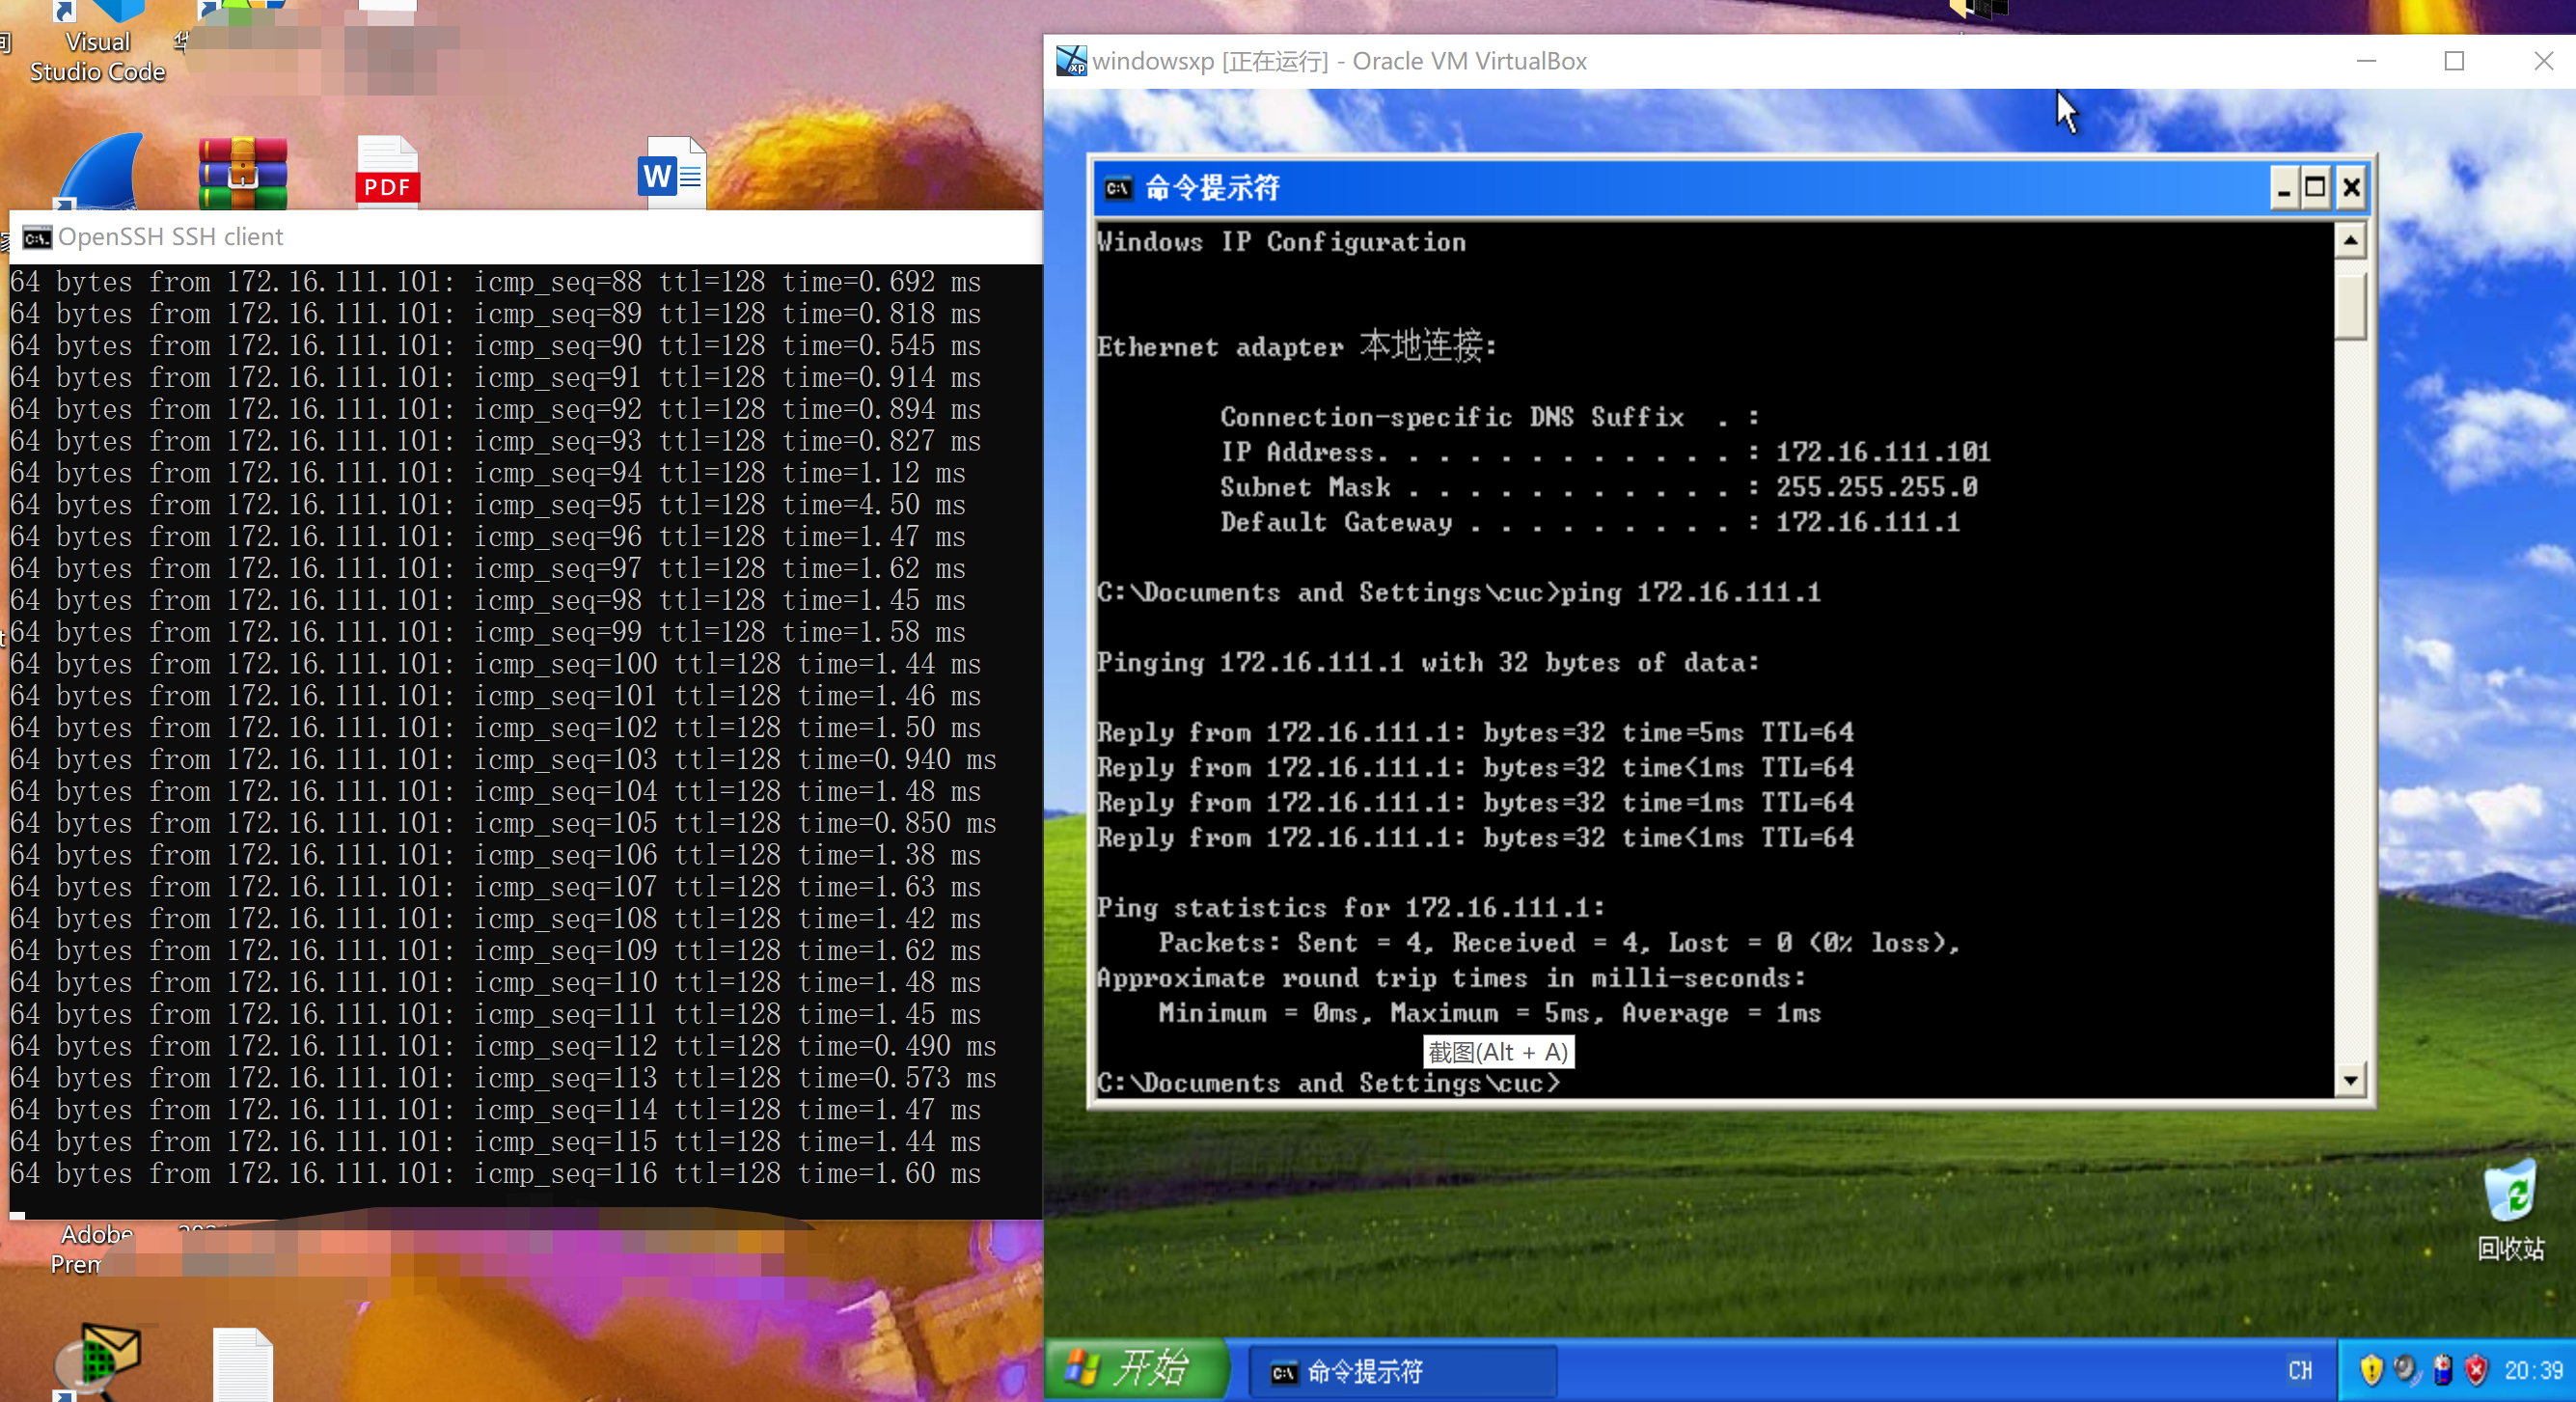 Visual
Studio Code
PDF
W
OpenSSH SSH client
64 bytes from 172.16.111.101: icmp_seq=88 ttl=128 time=0.692 ms
64 bytes from 172.16.111.101: icmp_seq=89 ttl=128 time=0.818 ms
64 bytes from 172.16.111.101: icmp_seq=90 ttl=128 time=0.545 ms
64 bytes from 172.16.111.101: icmp_seq=91 ttl=128 time=0.914 ms
64 bytes from 172.16.111.101: icmp_seq=92 ttl=128 time=0.894 ms
64 bytes from 172.16.111.101: icmp_seq=93 ttl=128 time=0.827 ms
64 bytes from 172.16.111.101: icmp_seq=94 ttl=128 time=1.12 ms
64 bytes from 172.16.111.101: icmp_seq=95 ttl=128 time=4.50 ms
64 bytes from 172.16.111.101: icmp_seq=96 ttl=128 time=1.47 ms
64 bytes from 172.16.111.101: icmp_seq=97 ttl=128 time=1.62 ms
64 bytes from 172.16.111.101: icmp_seq=98 ttl=128 time=1.45 ms
64 bytes from 172.16.111.101: icmp_seq=99 ttl=128 time=1.58 ms
64 bytes from 172.16.111.101: icmp_seq=100 ttl=128 time=1.44 ms
64 bytes from 172.16.111.101: icmp_seq=101 ttl=128 time=1.46 ms
64 bytes from 172.16.111.101: icmp_seq=102 ttl=128 time=1.50 ms
64 bytes from 172.16.111.101: icmp_seq=103 ttl=128 time=0.940 ms
64 bytes from 172.16.111.101: icmp_seq=104 ttl=128 time=1.48 ms
64 bytes from 172.16.111.101: icmp_seq=105 ttl=128 time=0.850 ms
64 bytes from 172.16.111.101: icmp_seq=106 ttl=128 time=1.38 ms
64 bytes from 172.16.111.101: icmp_seq=107 ttl=128 time=1.63 ms
64 bytes from 172.16.111.101: icmp_seq=108 ttl=128 time=1.42 ms
64 bytes from 172.16.111.101: icmp_seq=109 ttl=128 time=1.62 ms
64 bytes from 172.16.111.101: icmp_seq=110 ttl=128 time=1.48 ms
64 bytes from 172.16.111.101: icmp_seq=111 ttl=128 time=1.45 ms
64 bytes from 172.16.111.101: icmp_seq=112 ttl=128 time=0.490 ms
64 bytes from 172.16.111.101: icmp_seq=113 ttl=128 time=0.573 ms
64 bytes from 172.16.111.101: icmp_seq=114 ttl=128 time=1.47 ms
64 bytes from 172.16.111.101: icmp_seq=115 ttl=128 time=1.44 ms
64 bytes from 172.16.111.101: icmp_seq=116 ttl=128 time=1.60 ms
Adobe
Prem
windowsxp [正在运行] - Oracle VM VirtualBox
命令提示符
Windows IP Configuration
Ethernet adapter 本地连接:
Connection-specific DNS Suffix  . :
IP Address. . . . . . . . . . . . : 172.16.111.101
Subnet Mask . . . . . . . . . . . : 255.255.255.0
Default Gateway . . . . . . . . . : 172.16.111.1
C:\Documents and Settings\cuc>ping 172.16.111.1
Pinging 172.16.111.1 with 32 bytes of data:
Reply from 172.16.111.1: bytes=32 time=5ms TTL=64
Reply from 172.16.111.1: bytes=32 time<1ms TTL=64
Reply from 172.16.111.1: bytes=32 time=1ms TTL=64
Reply from 172.16.111.1: bytes=32 time<1ms TTL=64
Ping statistics for 172.16.111.1:
Packets: Sent = 4, Received = 4, Lost = 0 (0% loss),
Approximate round trip times in milli-seconds:
Minimum = 0ms, Maximum = 5ms, Average = 1ms
截图(Alt + A)
C:\Documents and Settings\cuc>
回收站
开始
命令提示符
CH
20:39